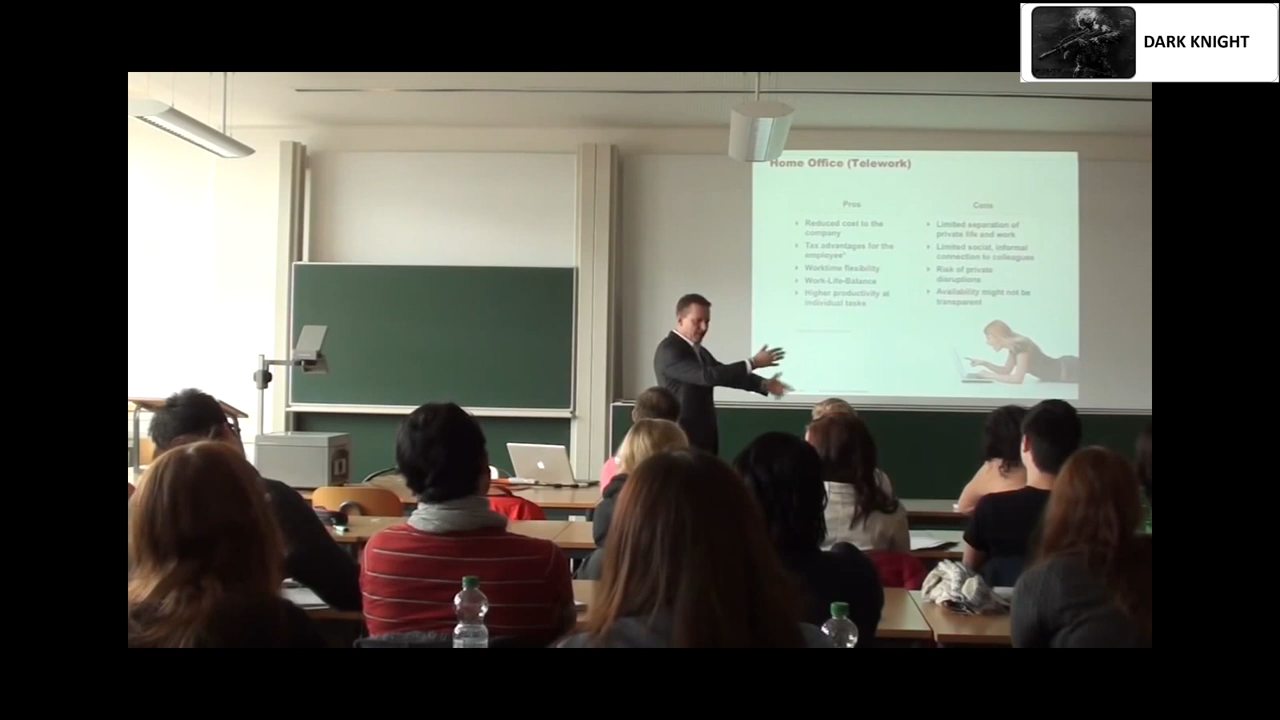 DARK KNIGHT
Home Office (Telework)
Pros
Reduced cost to the
company
Tax advantages for the
employee*
Worktime flexibility
Work-Life-Balance
Higher productivity at
individual tasks
Cons
Limited separation of
private life and work
Limited social, informal
connection to colleagues
Risk of private
disruptions
Availability might not be
transparent